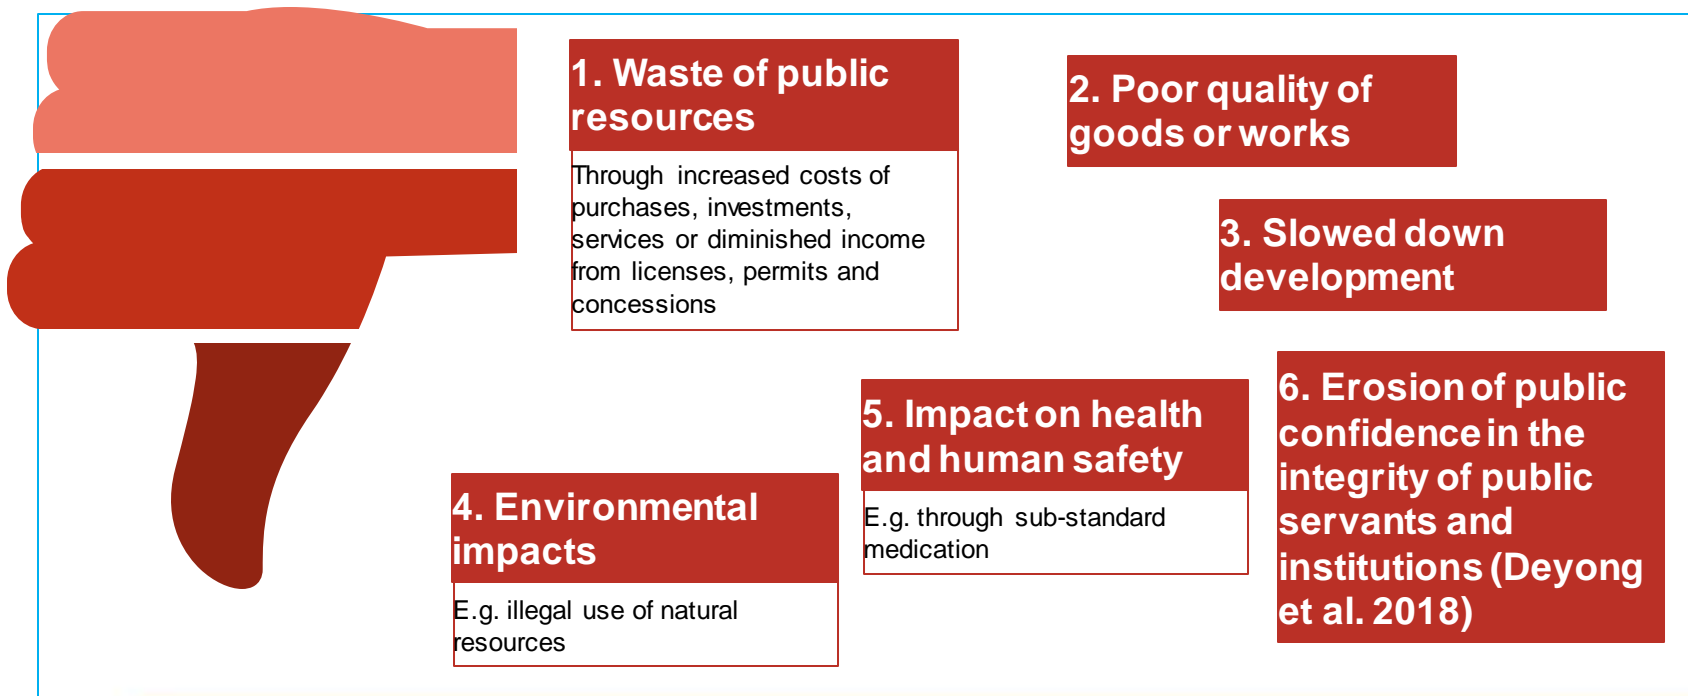 1. Waste of public
resources
Through increased costs of
purchases, investments,
services or diminished income
from licenses, permits and
concessions
2. Poor quality of
goods or works
3. Slowed down
development
4. Environmental
impacts
E.g. illegal use of natural
resources
5. Impact on health
and human safety
E.g. through sub-standard
medication
6. Erosion of public
confidence in the
integrity of public
servants and
institutions (Deyong
et al. 2018)